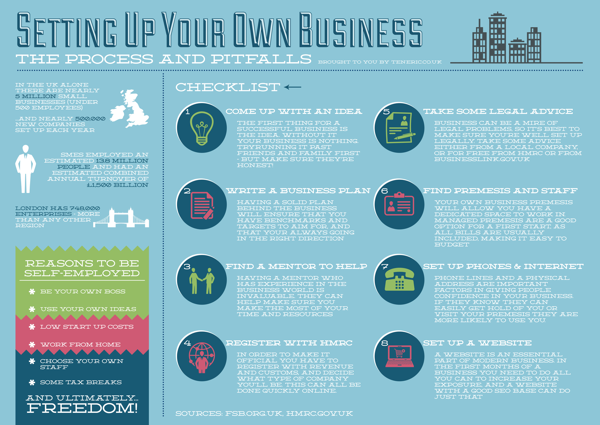 SETTING UP YOUR OWN BUSINESS
THE PROCESS AND PITFALLS
BROUGHT TO YOU BY
IN THE UK ALONE
THERE ARE NEARLY
5 MILLION SMALL
BUSINESSES (UNDER
500 EMPLOYEES)
...AND NEARLY 500,000
NEW COMPANIES
SET UP EACH YEAR
SMES EMPLOYED AN
ESTIMATED 13.8 MILLION
PEOPLE AND HAD AN
ESTIMATED COMBINED
ANNUAL TURNOVER OF
£1,500 BILLION
LONDON HAS
ENTERPRISES - MORE
THAN ANY OTHER
REGION
REASONS TO BE
SELF-EMPLOYED
BE YOUR OWN BOSS
USE YOUR OWN IDEAS
LOW START UP COSTS
WORK FROM HOME
CHOOSE YOUR OWN
STAFF
SOME TAX BREAKS
AND ULTIMATELY...
FREEDOM!
CHECKLIST
1
COME UP WITH AN IDEA
THE FIRST THING FOR A
SUCCESSFUL BUSINESS IS
THE IDEA. WITHOUT IT
YOUR BUSINESS IS NOTHING.
TRY RUNNING IT PAST
FRIENDS AND FAMILY FIRST
- BUT MAKE SURE THEY'RE
HONEST!
2
WRITE A BUSINESS PLAN
HAVING A SOLID PLAN
BEHIND THE BUSINESS
WILL ENSURE THAT YOU
HAVE BENCHMARKS AND
TARGETS TO AIM FOR, AND
THAT YOUR ALWAYS GOING
IN THE RIGHT DIRECTION
3
FIND A MENTOR TO HELP
HAVING A MENTOR WHO
HAS EXPERIENCE IN THE
BUSINESS WORLD IS
INVALUABLE. THEY CAN
HELP MAKE SURE YOU
MAKE THE MOST OF YOUR
TIME AND RESOURCES
4
REGISTER WITH HMRC
IN ORDER TO MAKE IT
OFFICIAL, YOU HAVE TO
REGISTER WITH REVENUE
AND CUSTOMS AND DECIDE
WHAT TYPE OF COMPANY
YOU'LL BE. THIS CAN ALL BE
DONE QUICKLY ONLINE
5
TAKE SOME LEGAL ADVICE
BUSINESS CAN BE A MIRE OF
LEGAL PROBLEMS, SO IT'S BEST TO
MAKE SURE YOU'RE WELL SET UP
LEGALLY. TAKE SOME ADVICE
EITHER FROM A LOCAL COMPANY,
OR FOR FREE FROM HMRC OR FROM
BUSINESSLINK.GOV.UK
6
FIND PREMESIS AND STAFF
YOUR OWN BUSINESS PREMESIS
WILL ALLOW YOU HAVE A
DEDICATED SPACE TO WORK IN.
MANAGED PREMESIS ARE A GOOD
OPTION FOR A FIRST START, AS
ALL BILLS ARE USUALLY
INCLUDED MAKING IT EASY TO
BUDGET
7
SET UP PHONES & INTERNET
PHONE LINES AND A PHYSICAL
ADDRESS ARE IMPORTANT
FACTORS IN GIVING PEOPLE
CONFIDENCE IN YOUR BUSINESS.
IF THEY KNOW THEY CAN
EASILY GET HOLD OF YOU OR
VISIT YOUR PREMESIS THEY ARE
MORE LIKELY TO USE YOU
8
SET UP A WEBSITE
A WEBSITE IS AN ESSENTIAL
PART OF MODERN BUSINESS. IN
THE FIRST MONTHS OF A
BUSINESS YOU NEED TO DO ALL
YOU CAN TO INCREASE YOUR
EXPOSURE, AND A WEBSITE
WITH A GOOD SEO BASE CAN DO
JUST THAT
SOURCES: FSB.ORG.UK, HMRC.GOV.UK